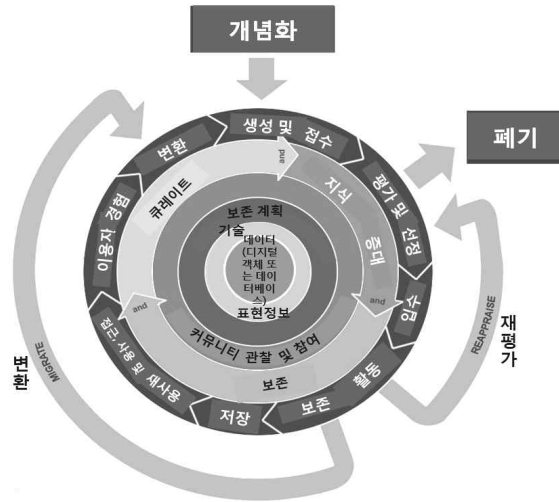 개념화
생성 및 접수
폐기
변환
and
지식
평가 및 선정
큐레이트
이용자 경험
보존 계획
기술
데이터
(디지털
객체 또
는 데이
터베이
스)
표현정보
증대
and
and
수입
커뮤니티 관찰 및 참여
REAPPRAISE
재평가
변환
MIGRATE
접근, 사용 및 재사용
보존
보존 활동
저장